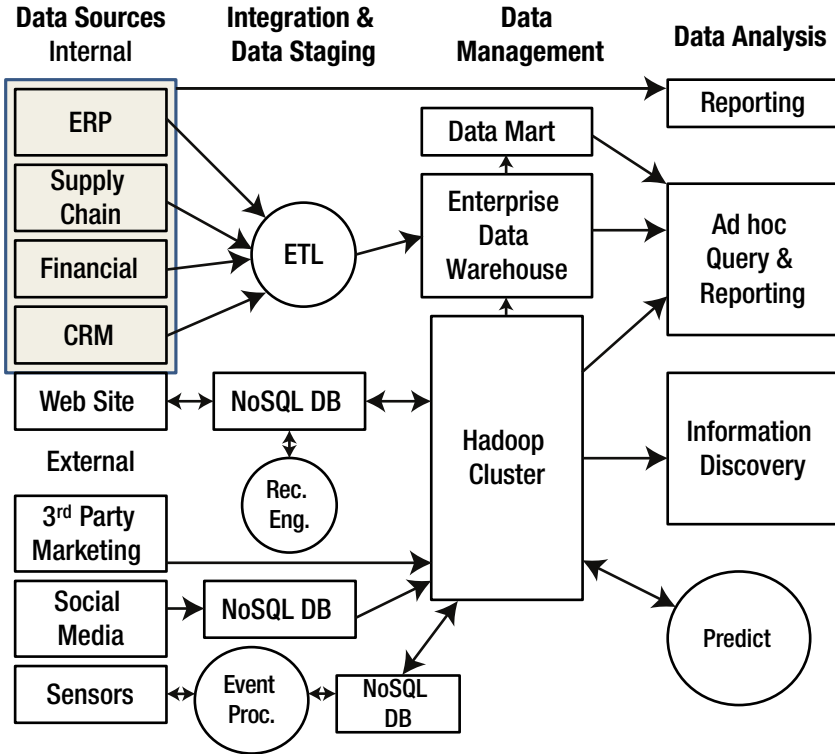 Data Sources
Internal
Integration &
Data Staging
Data
Management
Data Analysis
ERP
Supply
Chain
Financial
CRM
Web Site
External
3rd Party
Marketing
Social
Media
Sensors
ETL
NoSQL DB
Rec.
Eng.
NoSQL DB
Event
Proc.
NoSQL
DB
Data Mart
Enterprise
Data
Warehouse
Hadoop
Cluster
Reporting
Ad hoc
Query &
Reporting
Information
Discovery
Predict